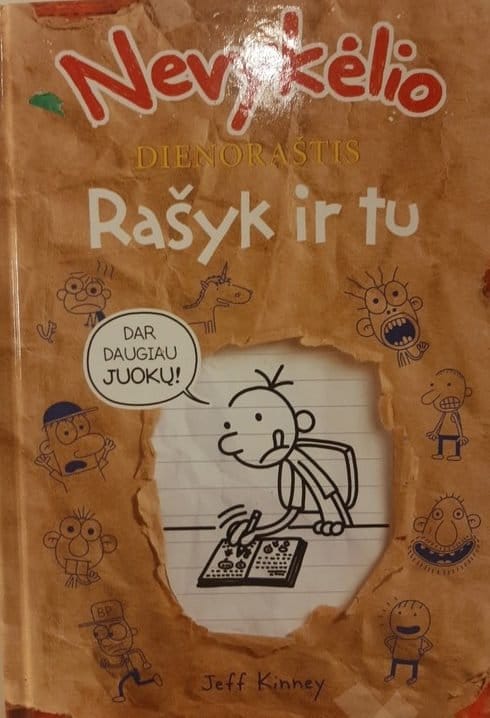 Nevykėlio
DIENORAŠTIS
Rašyk ir tu
DAR
DAUGIAU
JUOKŲ!
BP
Jeff Kinney